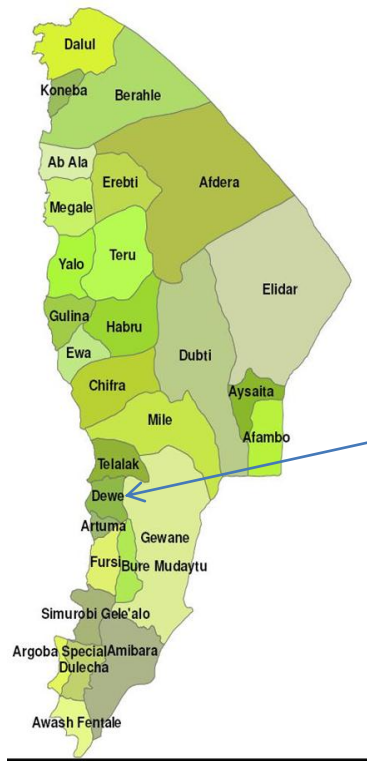 Dalul
Koneba
Berahle
Ab Ala
Erebti
Afdera
Megale
Teru
Yalo
Elidar
Gulina
Habru
Ewa
Dubti
Chifra
Aysaita
Mile
Afambo
Telalak
Dewe
Artuma
Gewane
Fursi
Bure Mudaytu
Simurobi Gele'alo
Argoba Special
Amibara
Dulecha
Awash Fentale